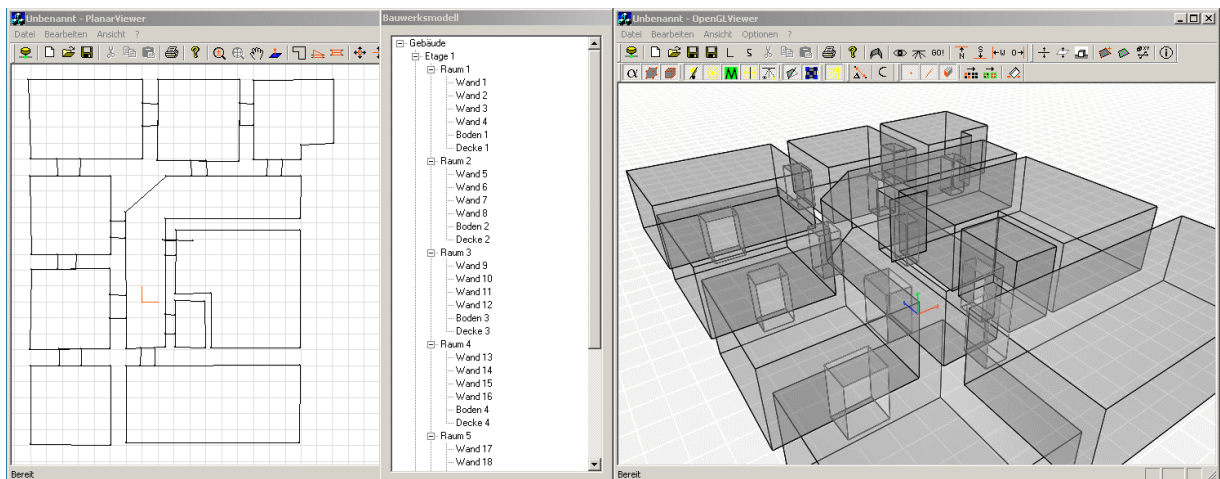 Unbenannt - PlanarViewer
Datei Bearbeiten Ansicht ?
Bereit
Bauwerksmodell
Gebäude
Etage 1
Raum 1
Wand 1
Wand 2
Wand 3
Wand 4
Boden 1
Decke 1
Raum 2
Wand 5
Wand 6
Wand 7
Wand 8
Boden 2
Decke 2
Raum 3
Wand 9
Wand 10
Wand 11
Wand 12
Boden 3
Decke 3
Raum 4
Wand 13
Wand 14
Wand 15
Wand 16
Boden 4
Decke 4
Raum 5
Wand 17
Wand 18
Unbenannt - OpenGLViewer
Datei Bearbeiten Ansicht Optionen ?
L S GO! N S W O
α M C
Bereit